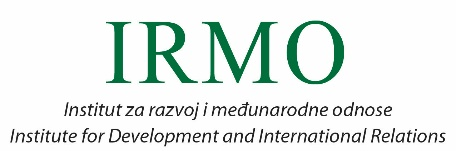 IRMO
Institut za razvoj i međunarodne odnose
Institute for Development and International Relations